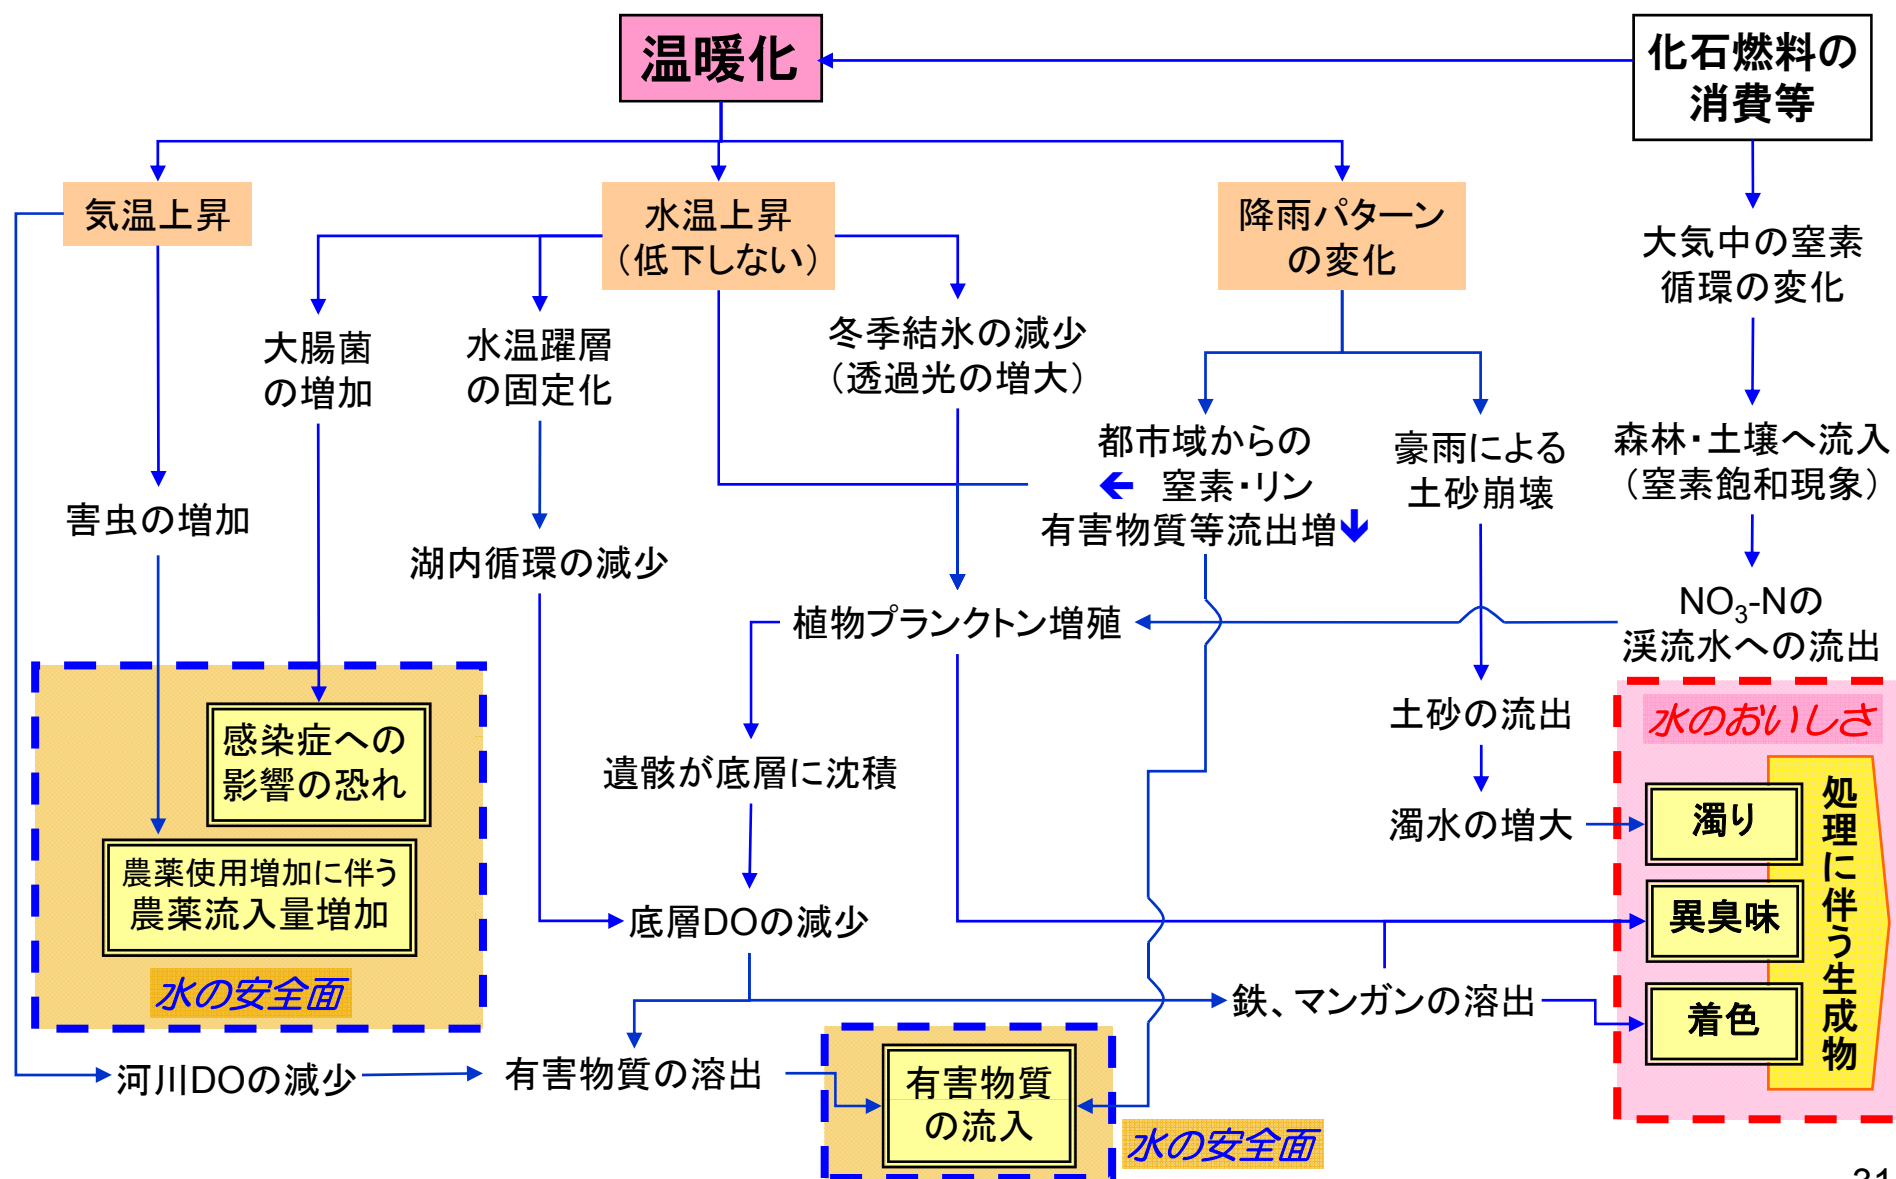 温暖化
化石燃料の
消費等
気温上昇
水温上昇
（低下しない）
降雨パターン
の変化
大気中の窒素
循環の変化
大腸菌
の増加
水温躍層
の固定化
冬季結氷の減少
（透過光の増大）
都市域からの
窒素・リン
有害物質等流出増
豪雨による
土砂崩壊
森林・土壌へ流入
（窒素飽和現象）
害虫の増加
湖内循環の減少
植物プランクトン増殖
NO3-Nの
渓流水への流出
感染症への
影響の恐れ
農薬使用増加に伴う
農薬流入量増加
水の安全面
遺骸が底層に沈積
土砂の流出
濁水の増大
水のおいしさ
濁り
異臭味
着色
処理に伴う生成物
底層DOの減少
鉄、マンガンの溶出
河川DOの減少
有害物質の溶出
有害物質
の流入
水の安全面